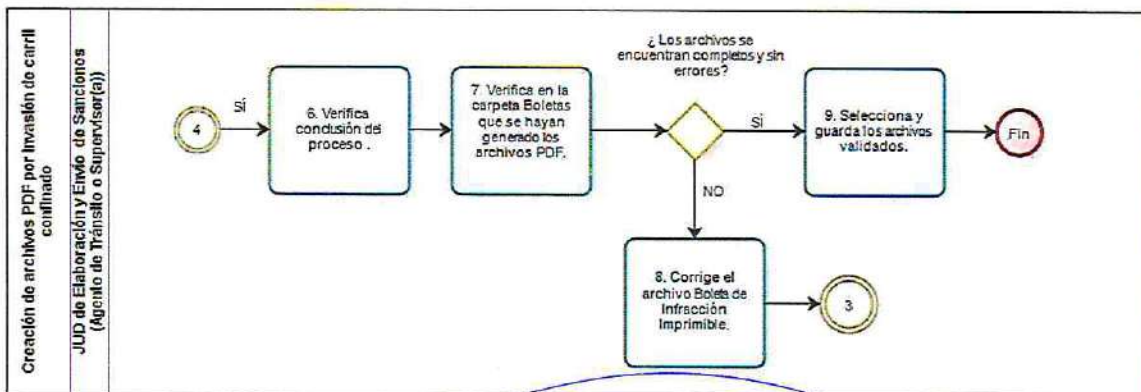 Creación de archivos PDF por invasión de carril
confinado
JUD de Elaboración y Envío de Sanciones
(Agente de Tránsito o Supervisor(a))
4
SÍ
6. Verifica
conclusión del
proceso .
7. Verifica en la
carpeta Boletas
que se hayan
generado los
archivos PDF.
¿ Los archivos se
encuentran completos y sin
errores?
SÍ
9. Selecciona y
guarda los archivos
validados.
Fin
NO
8. Corrige el
archivo Boleta de
Infracción
Imprimible.
3